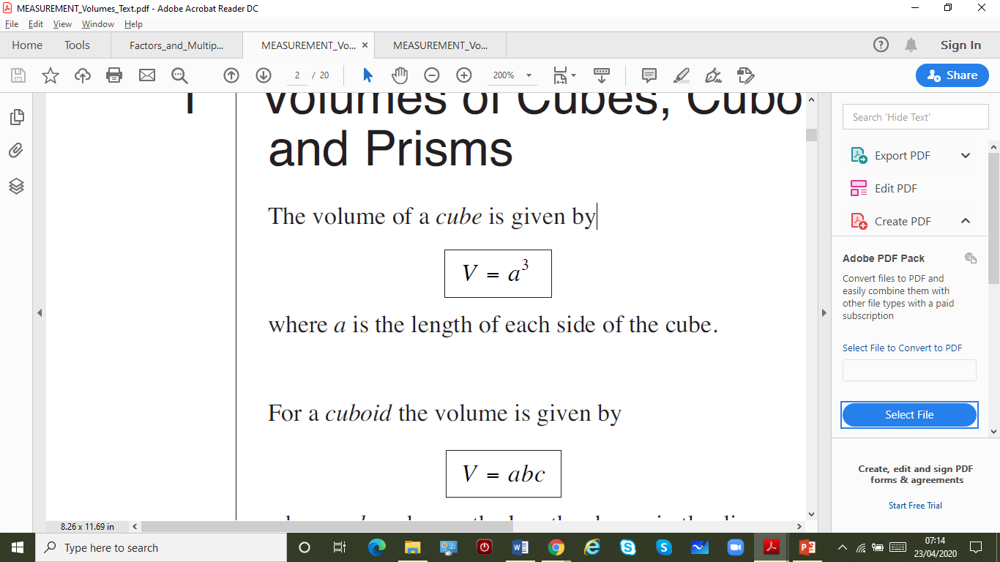 MEASUREMENT_Volumes_Text.pdf - Adobe Acrobat Reader DC
File Edit View Window Help
Home Tools Factors_and_Multip... MEASUREMENT_Vo... × MEASUREMENT_Vo... Sign In
2 / 20 200% Share
1 Volumes of Cubes, Cubo
and Prisms
The volume of a cube is given by
V = a³
where a is the length of each side of the cube.
For a cuboid the volume is given by
V = abc
8.26 x 11.69 in
Search 'Hide Text'
Export PDF
Edit PDF
Create PDF
Adobe PDF Pack
Convert files to PDF and
easily combine them with
other file types with a paid
subscription
Select File to Convert to PDF
Select File
Create, edit and sign PDF
forms & agreements
Start Free Trial
Type here to search
07:14
23/04/2020